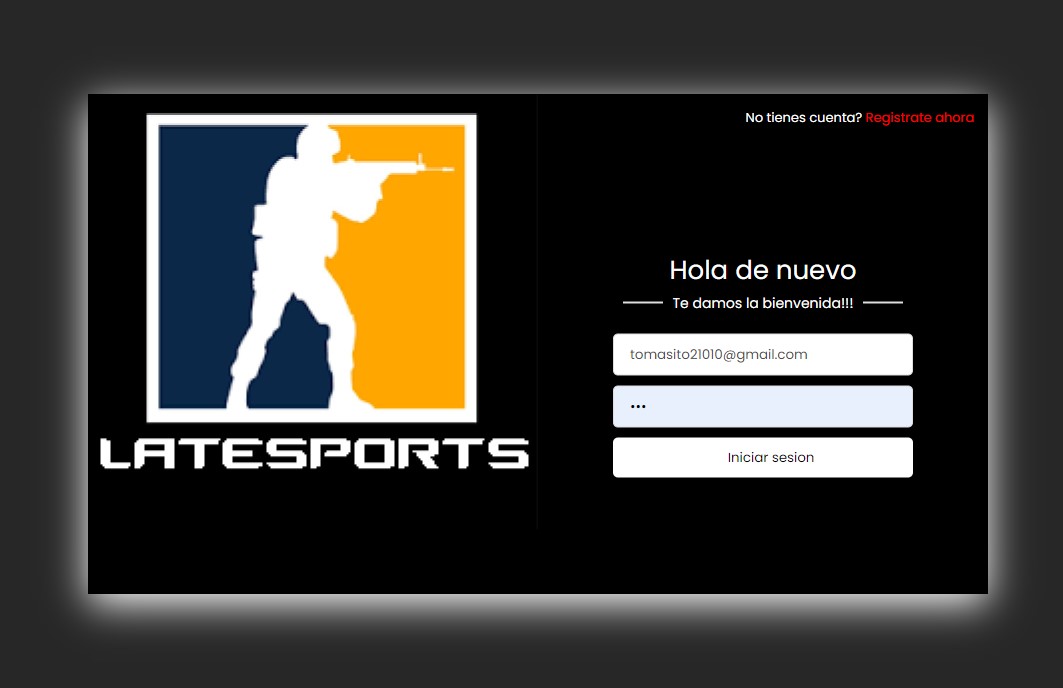 No tienes cuenta? Registrate ahora
LATESPORTS
Hola de nuevo
Te damos la bienvenida!!!
tomasito21010@gmail.com
•••
Iniciar sesion